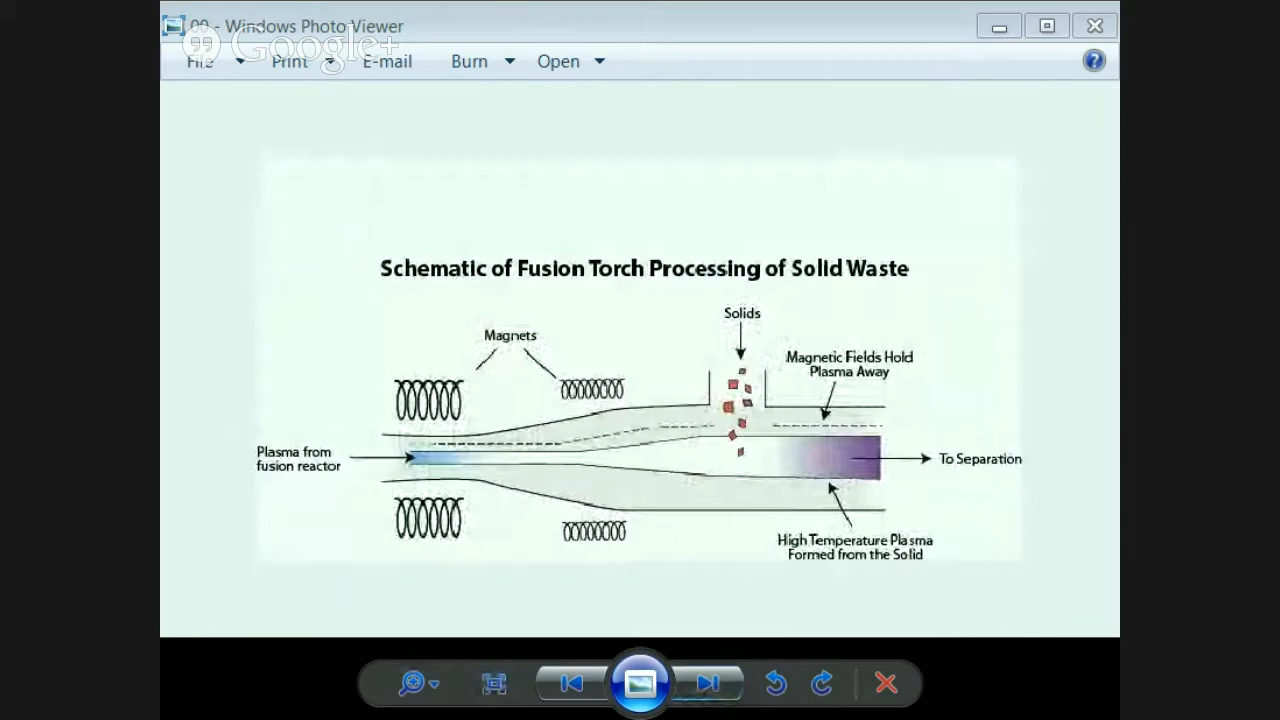 00 - Windows Photo Viewer
Google+
File Print E-mail Burn Open
Schematic of Fusion Torch Processing of Solid Waste
Solids
Magnets
Magnetic Fields Hold
Plasma Away
Plasma from
fusion reactor
To Separation
High Temperature Plasma
Formed from the Solid